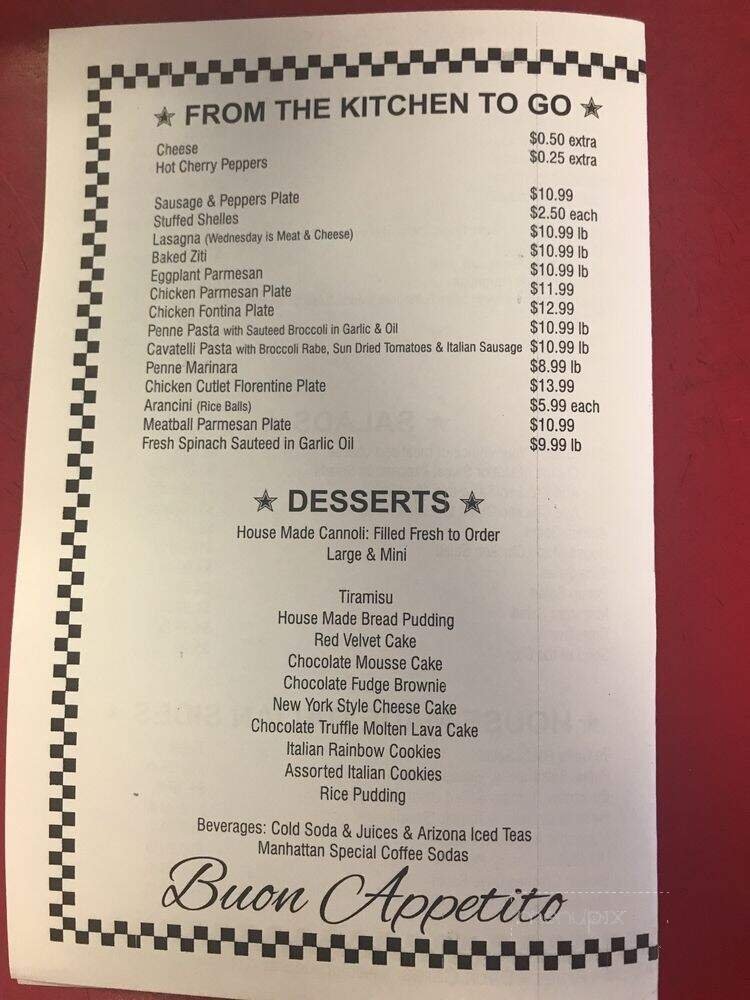 FROM THE KITCHEN TO GO
Cheese $0.50 extra
Hot Cherry Peppers $0.25 extra
Sausage & Peppers Plate $10.99
Stuffed Shelles $2.50 each
Lasagna (Wednesday is Meat & Cheese) $10.99 lb
Baked Ziti $10.99 lb
Eggplant Parmesan $10.99 lb
Chicken Parmesan Plate $11.99
Chicken Fontina Plate $12.99
Penne Pasta with Sauteed Broccoli in Garlic & Oil $10.99 lb
Cavatelli Pasta with Broccoli Rabe, Sun Dried Tomatoes & Italian Sausage $10.99 lb
Penne Marinara $8.99 lb
Chicken Cutlet Florentine Plate $13.99
Arancini (Rice Balls) $5.99 each
Meatball Parmesan Plate $10.99
Fresh Spinach Sauteed in Garlic Oil $9.99 lb
DESSERTS
House Made Cannoli: Filled Fresh to Order
Large & Mini
Tiramisu
House Made Bread Pudding
Red Velvet Cake
Chocolate Mousse Cake
Chocolate Fudge Brownie
New York Style Cheese Cake
Chocolate Truffle Molten Lava Cake
Italian Rainbow Cookies
Assorted Italian Cookies
Rice Pudding
Beverages: Cold Soda & Juices & Arizona Iced Teas
Manhattan Special Coffee Sodas
Buon Appetito